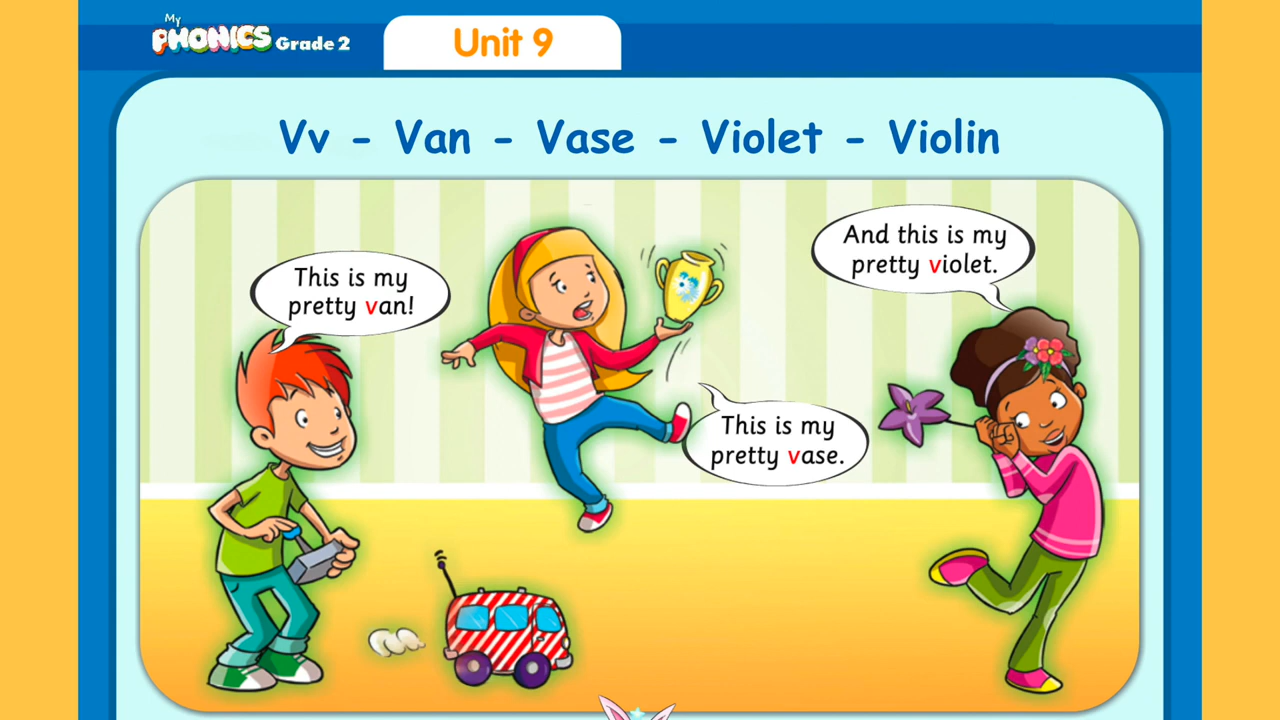 My
PHONICS Grade 2
Unit 9
Vv - Van - Vase - Violet - Violin
And this is my
pretty violet.
This is my
pretty van!
This is my
pretty vase.